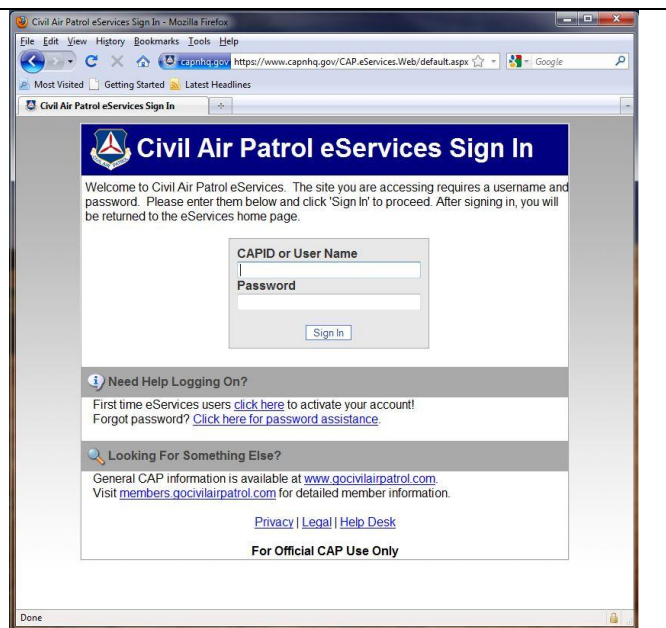 Civil Air Patrol eServices Sign In - Mozilla Firefox
File Edit View History Bookmarks Tools Help
capnhq.gov https://www.capnhq.gov/CAP.eServices.Web/default.aspx Google
Most Visited Getting Started Latest Headlines
Civil Air Patrol eServices Sign In
Civil Air Patrol eServices Sign In
Welcome to Civil Air Patrol eServices. The site you are accessing requires a username and
password. Please enter them below and click 'Sign In' to proceed. After signing in, you will
be returned to the eServices home page.
CAPID or User Name
Password
Sign In
Need Help Logging On?
First time eServices users click here to activate your account!
Forgot password? Click here for password assistance.
Looking For Something Else?
General CAP information is available at www.gocivilairpatrol.com.
Visit members.gocivilairpatrol.com for detailed member information.
Privacy | Legal | Help Desk
For Official CAP Use Only
Done